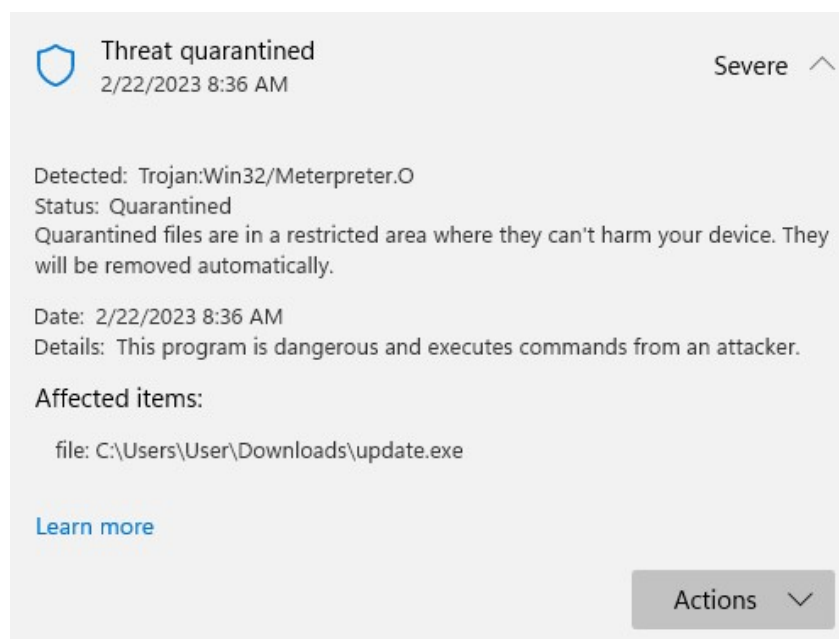 Threat quarantined
2/22/2023 8:36 AM
Severe
Detected: Trojan:Win32/Meterpreter.O
Status: Quarantined
Quarantined files are in a restricted area where they can't harm your device. They
will be removed automatically.
Date: 2/22/2023 8:36 AM
Details: This program is dangerous and executes commands from an attacker.
Affected items:
file: C:\Users\User\Downloads\update.exe
Learn more
Actions